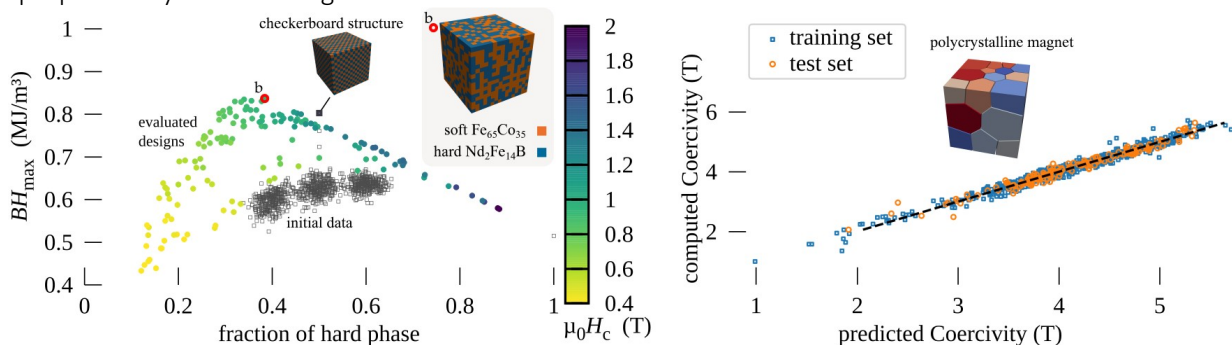 checkerboard structure
b
b
evaluated
designs
initial data
soft Fe₆₅Co₃₅
hard Nd₂Fe₁₄B
BHmax (MJ/m³)
1
0.9
0.8
0.7
0.6
0.5
0.4
0
0.2
0.4
0.6
0.8
1
fraction of hard phase
2
1.8
1.6
1.4
1.2
1
0.8
0.6
0.4
μ₀Hc (T)
training set
test set
polycrystalline magnet
computed Coercivity (T)
6
4
2
1
2
3
4
5
predicted Coercivity (T)